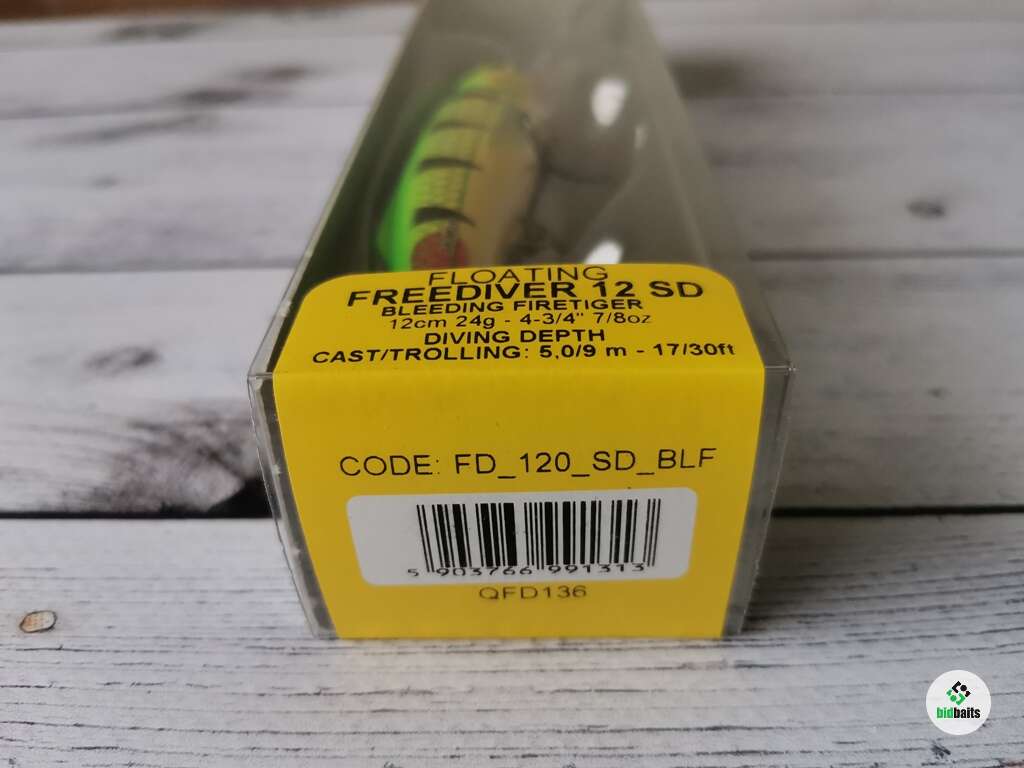 FLOATING
FREEDIVER 12 SD
BLEEDING FIRETIGER
12cm 24g - 4-3/4" 7/8oz
DIVING DEPTH
CAST/TROLLING: 5,0/9 m - 17/30ft
CODE: FD_120_SD_BLF
5 903766 991313
QFD136
bidbaits